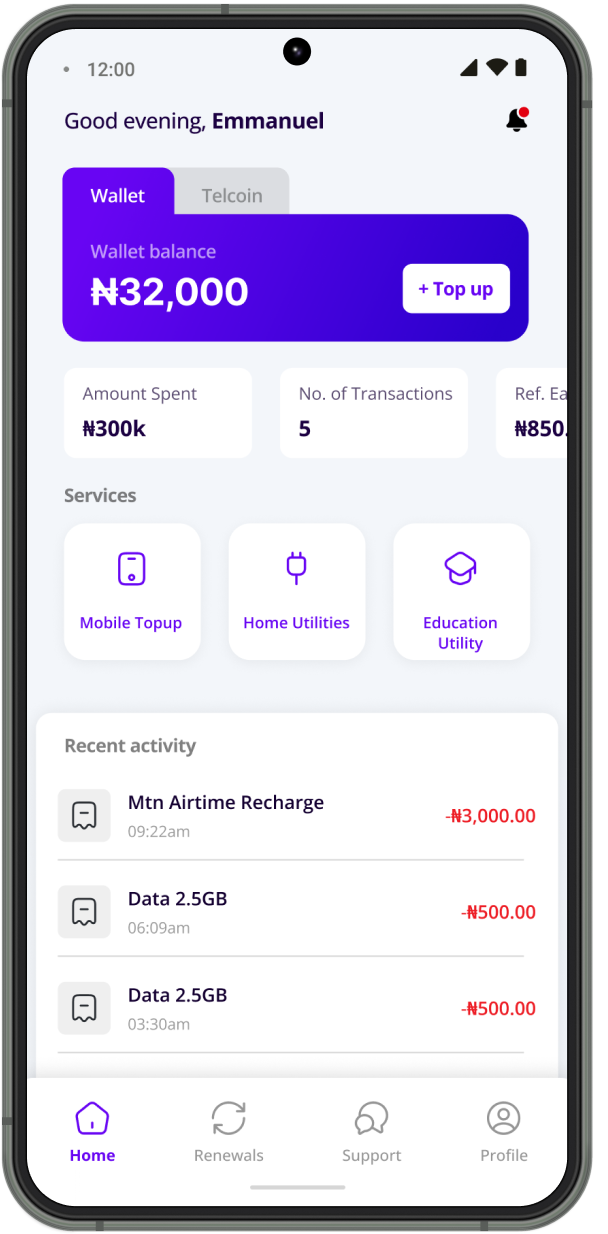 12:00
Good evening, Emmanuel
Wallet
Telcoin
Wallet balance
₦32,000
+ Top up
Amount Spent
₦300k
No. of Transactions
5
Ref. Ea
₦850.
Services
Mobile Topup
Home Utilities
Education
Utility
Recent activity
Mtn Airtime Recharge
-₦3,000.00
09:22am
Data 2.5GB
-₦500.00
06:09am
Data 2.5GB
-₦500.00
03:30am
Home
Renewals
Support
Profile